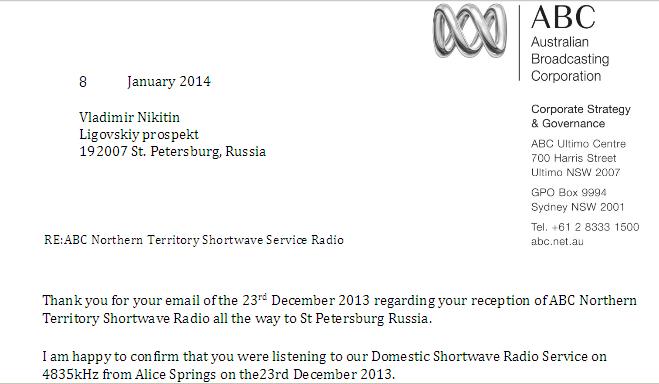 ABC
Australian
Broadcasting
Corporation
8 January 2014
Vladimir Nikitin
Ligovskiy prospekt
192007 St. Petersburg, Russia
Corporate Strategy
& Governance
ABC Ultimo Centre
700 Harris Street
Ultimo NSW 2007
GPO Box 9994
Sydney NSW 2001
Tel. +61 2 8333 1500
abc.net.au
RE:ABC Northern Territory Shortwave Service Radio
Thank you for your email of the 23rd December 2013 regarding your reception of ABC Northern
Territory Shortwave Radio all the way to St Petersburg Russia.
I am happy to confirm that you were listening to our Domestic Shortwave Radio Service on
4835kHz from Alice Springs on the23rd December 2013.